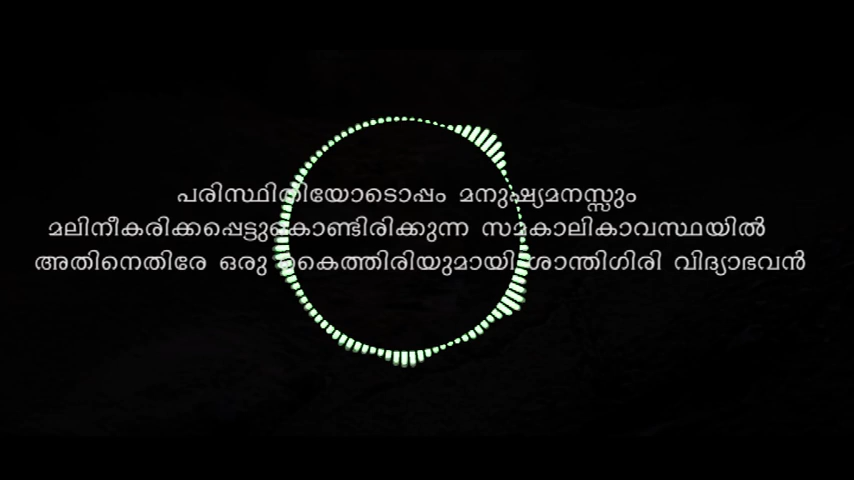 പരിസ്ഥിതിയോടൊപ്പം മനുഷ്യമനസ്സും
മലിനീകരിക്കപ്പെട്ടുകൊണ്ടിരിക്കുന്ന സമകാലികാവസ്ഥയിൽ
അതിനെതിരേ ഒരു കൈത്തിരിയുമായി ശാന്തിഗിരി വിദ്യാഭവൻ